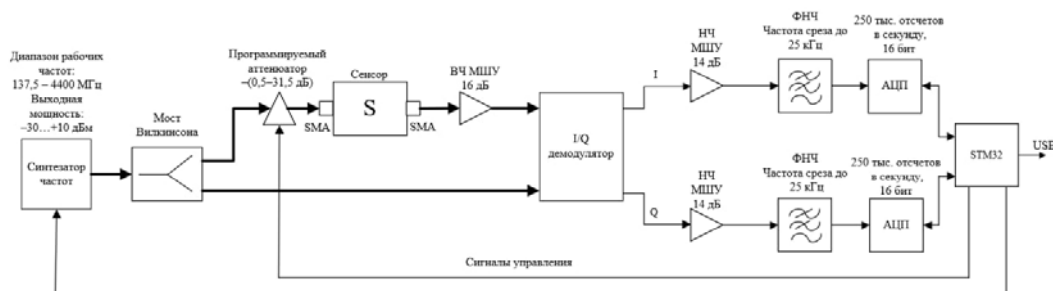 Диапазон рабочих
частот:
137,5 – 4400 МГц
Выходная
мощность:
–30…+10 дБм
Синтезатор
частот
Мост
Вилкинсона
Программируемый
аттенюатор
–(0,5–31,5 дБ)
Сенсор
S
SMA
SMA
ВЧ МШУ
16 дБ
I/Q
демодулятор
I
НЧ
МШУ
14 дБ
ФНЧ
Частота среза до
25 кГц
250 тыс. отсчетов
в секунду,
16 бит
АЦП
Q
НЧ
МШУ
14 дБ
ФНЧ
Частота среза до
25 кГц
250 тыс. отсчетов
в секунду,
16 бит
АЦП
STM32
USB
Сигналы управления